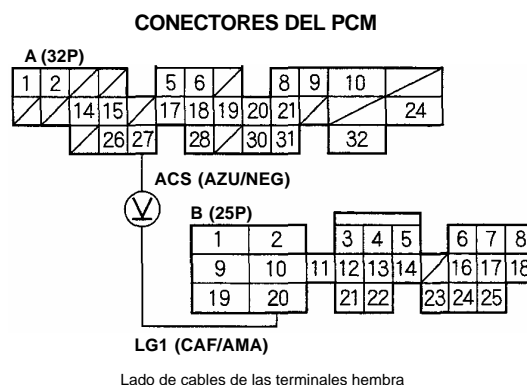 CONECTORES DEL PCM
A (32P)
1 2 5 6 8 9 10
14 15 17 18 19 20 21 24
26 27 28 30 31 32
ACS (AZU/NEG)
V
B (25P)
1 2 3 4 5 6 7 8
9 10 11 12 13 14 16 17 18
19 20 21 22 23 24 25
LG1 (CAF/AMA)
Lado de cables de las terminales hembra